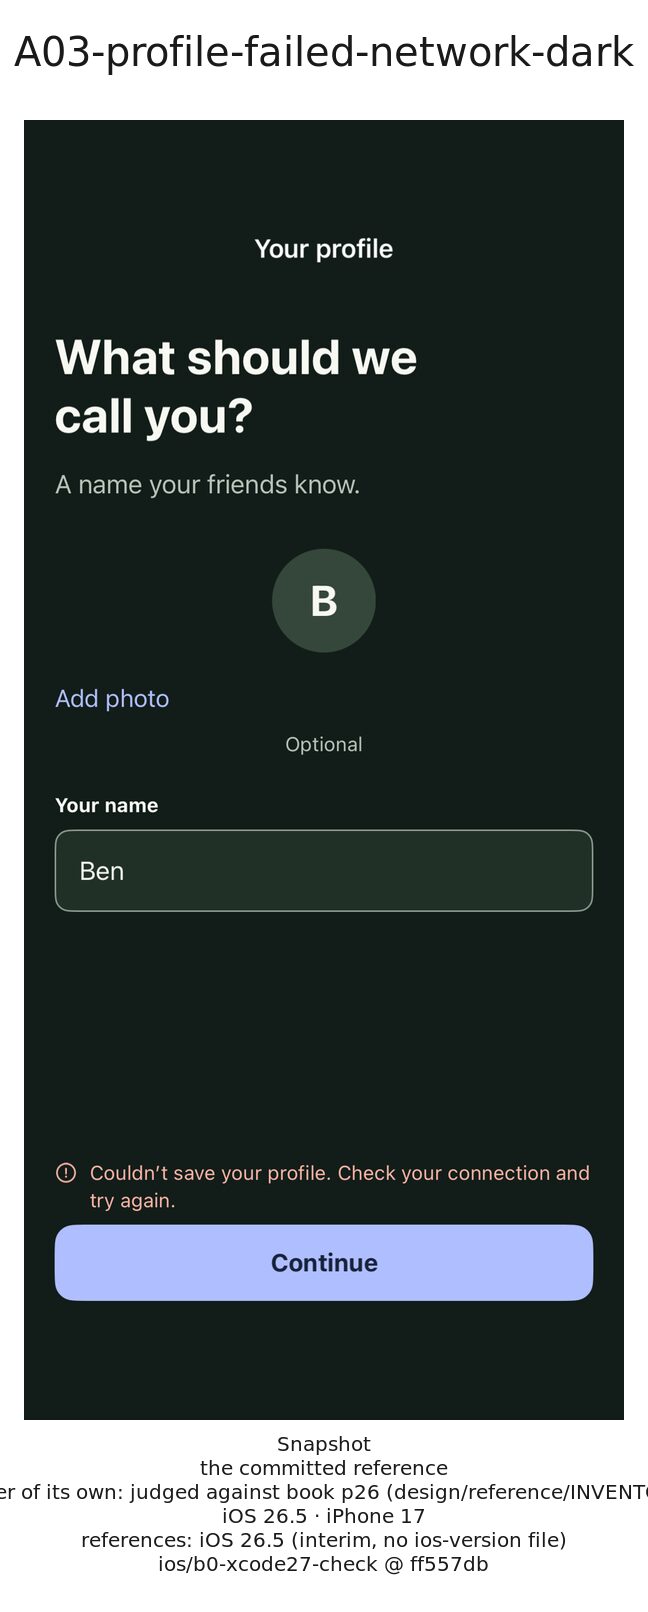 A03-profile-failed-network-dark
Your profile
What should we
call you?
A name your friends know.
B
Add photo
Optional
Your name
Ben
Couldn’t save your profile. Check your connection and
try again.
Continue
Snapshot
the committed reference
of its own: judged against book p26 (design/reference/
iOS 26.5 · iPhone 17
references: iOS 26.5 (interim, no ios-version file)
ios/b0-xcode27-check @ ff557db